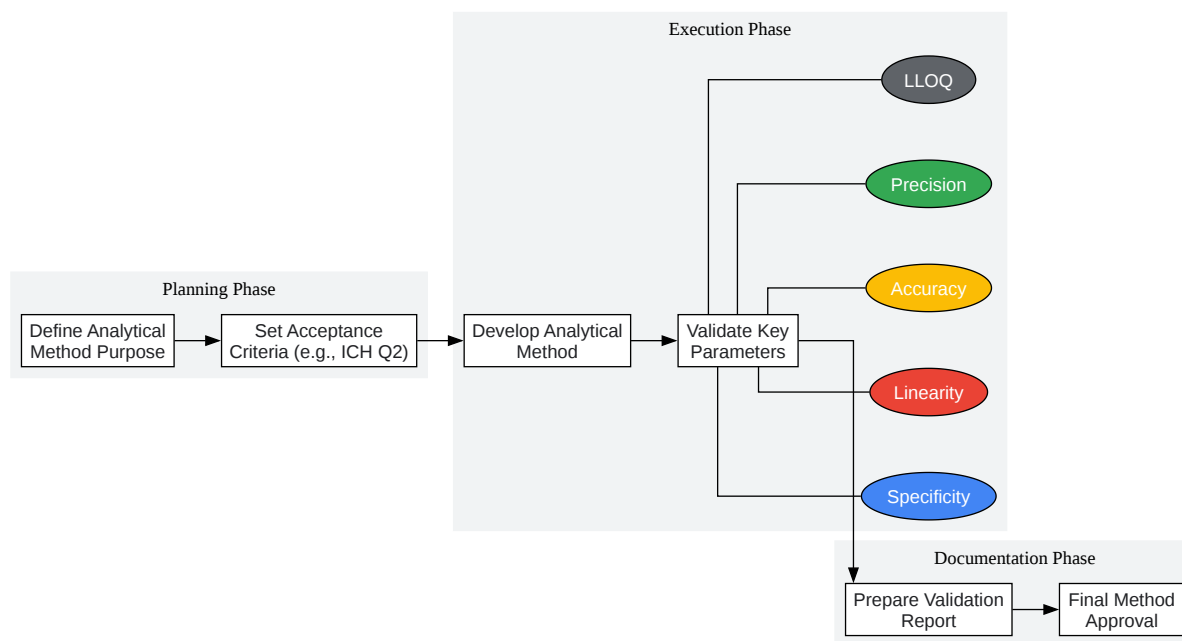 Execution Phase
LLOQ
Precision
Planning Phase
Define Analytical
Method Purpose
Set Acceptance
Criteria (e.g., ICH Q2)
Develop Analytical
Method
Validate Key
Parameters
Accuracy
Linearity
Specificity
Documentation Phase
Prepare Validation
Report
Final Method
Approval